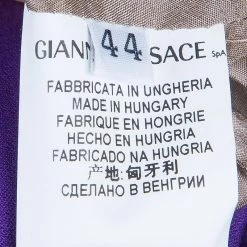 GIANN 44 SACE SpA
FABBRICATA IN UNGHERIA
MADE IN HUNGARY
FABRIQUE EN HONGRIE
HECHO EN HUNGRIA
FABRICADO NA HUNGRIA
产地: 匈牙利
СДЕЛАНО В ВЕНГРИИ